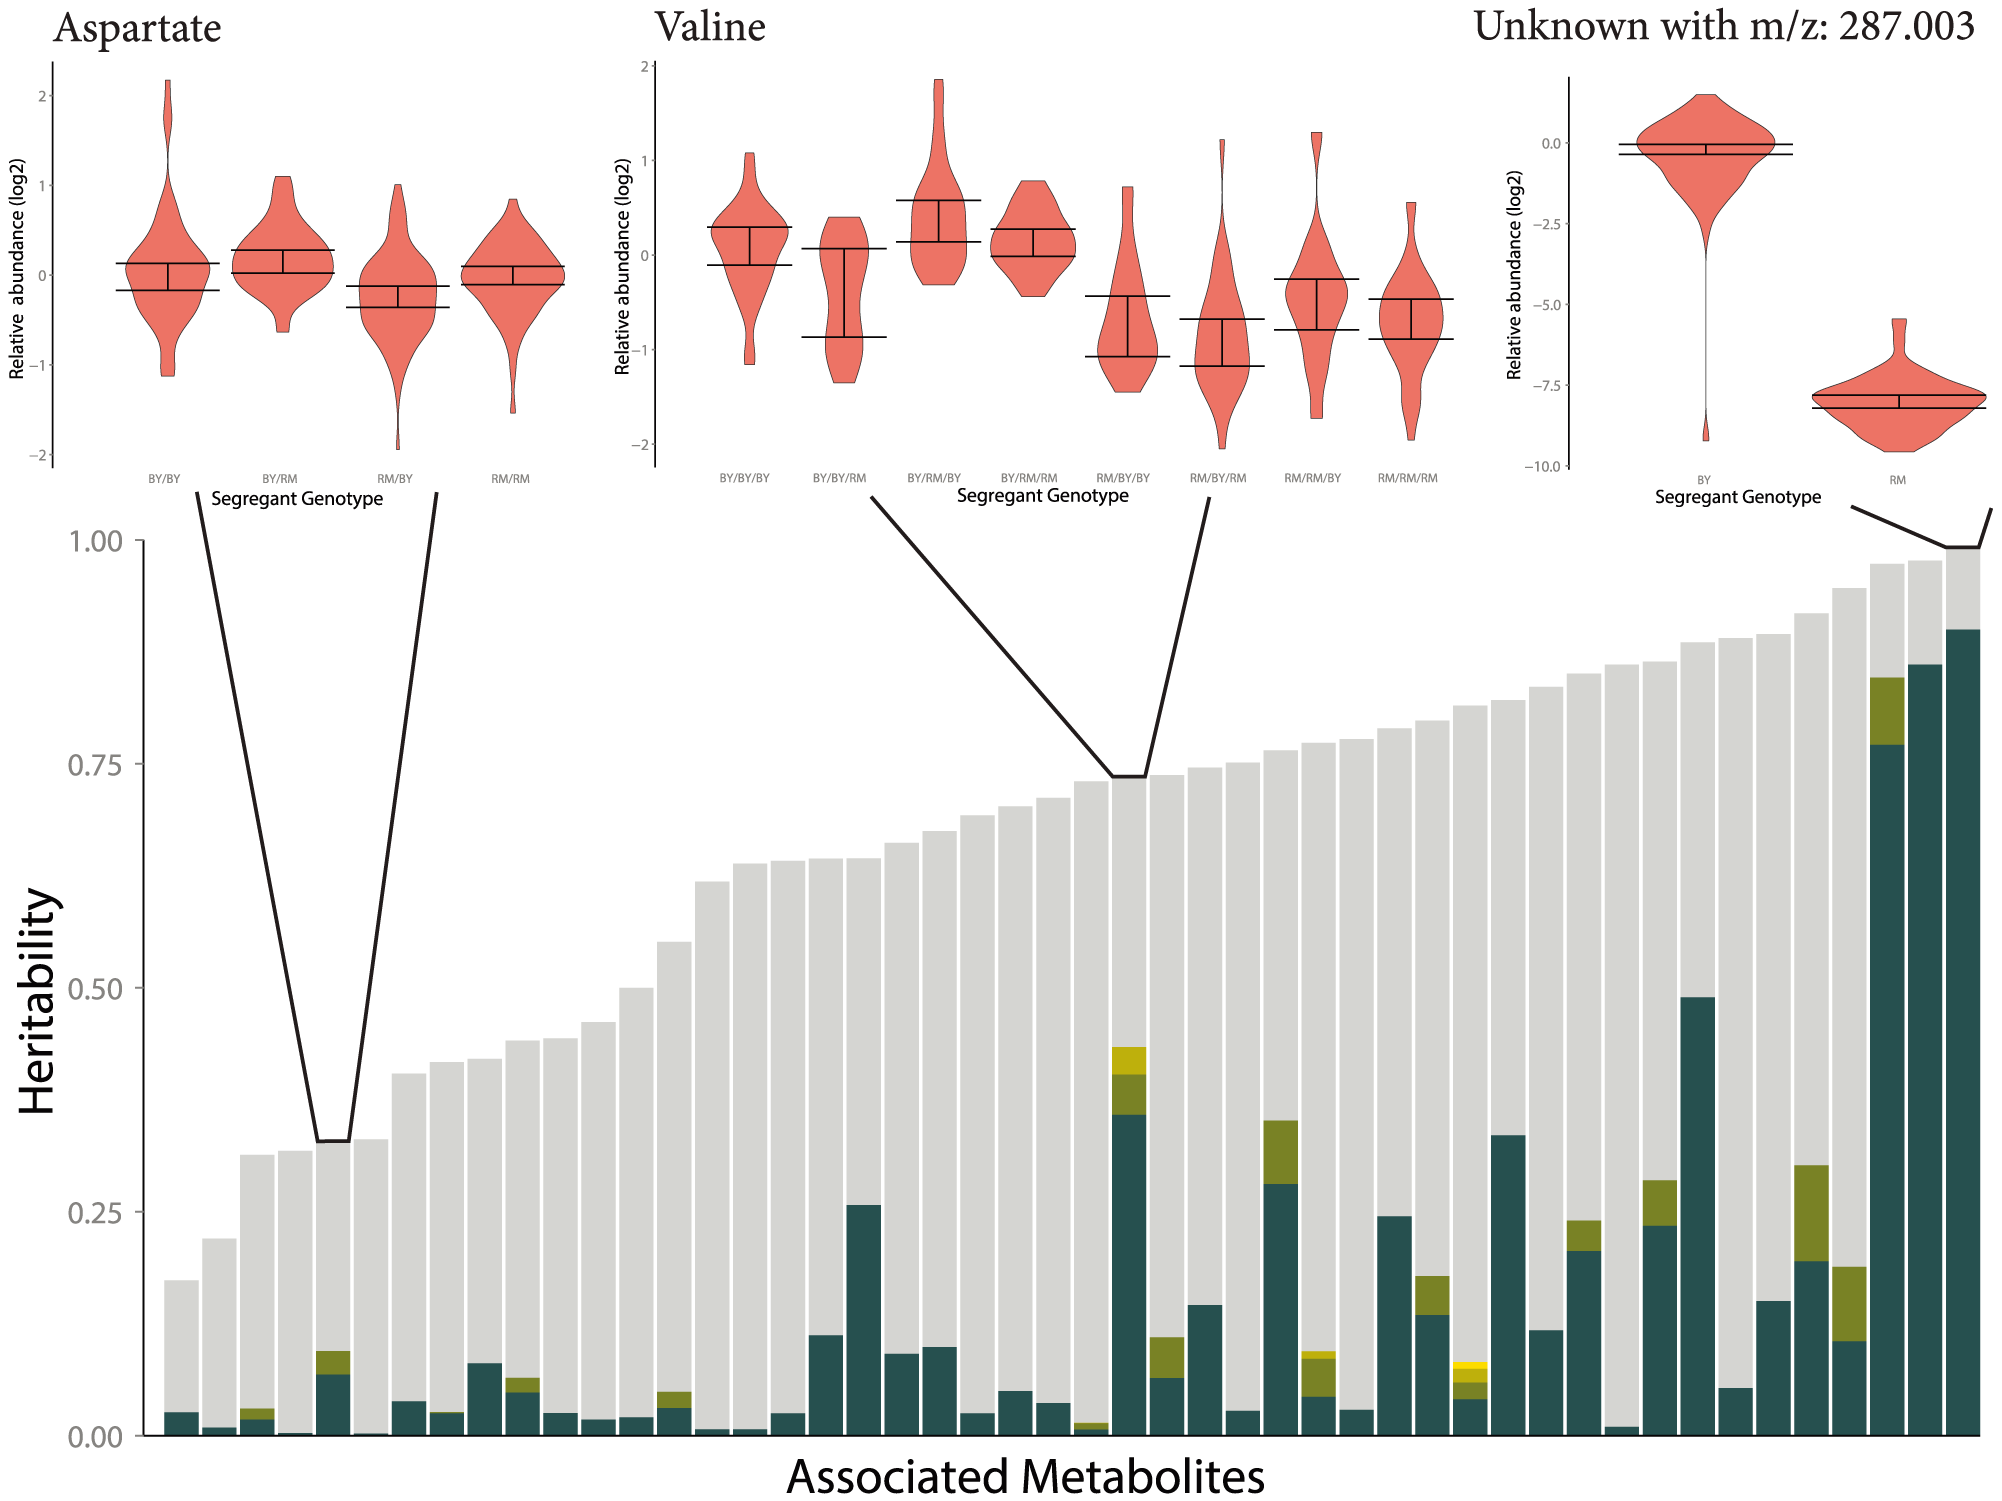 Aspartate
Valine
Unknown with m/z: 287.003
Relative abundance (log2)
2
1
0
−1
−2
BY/BY
BY/RM
RM/BY
RM/RM
Segregant Genotype
Relative abundance (log2)
2
1
0
−1
−2
BY/BY/BY
BY/BY/RM
BY/RM/BY
BY/RM/RM
RM/BY/BY
RM/BY/RM
RM/RM/BY
RM/RM/RM
Segregant Genotype
Relative abundance (log2)
0.0
−2.5
−5.0
−7.5
−10.0
BY
RM
Segregant Genotype
Heritability
1.00
0.75
0.50
0.25
0.00
Associated Metabolites